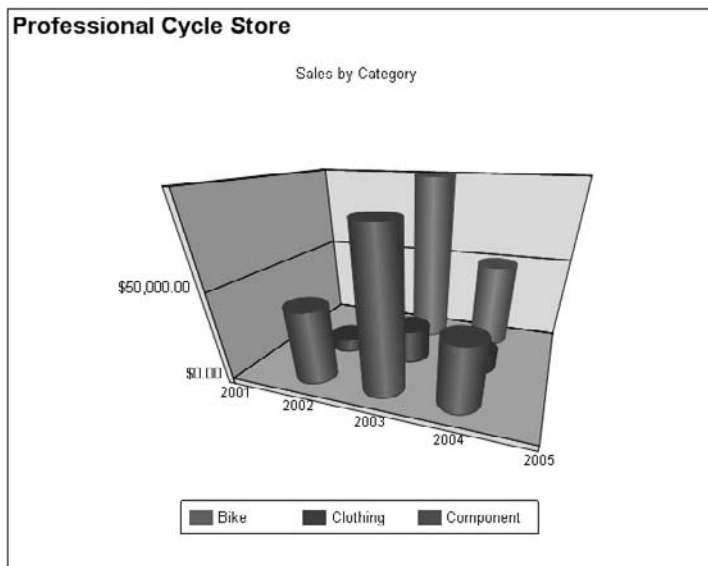 Professional Cycle Store
Sales by Category
$50,000.00
$0.00
2001
2002
2003
2004
2005
Bike Clothing Component